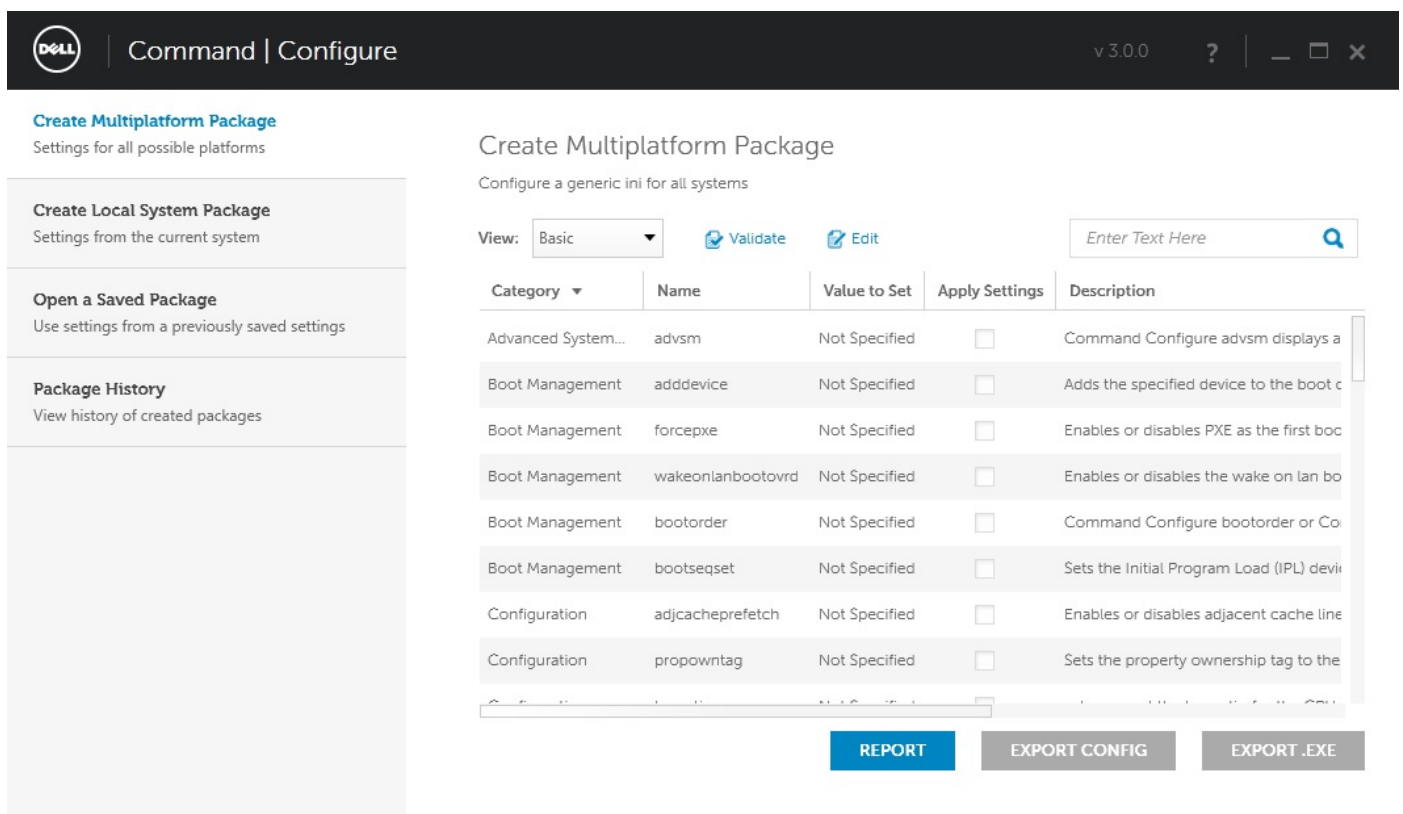 DELL Command | Configure v 3.0.0 ?
Create Multiplatform Package
Settings for all possible platforms
Create Local System Package
Settings from the current system
Open a Saved Package
Use settings from a previously saved settings
Package History
View history of created packages
Create Multiplatform Package
Configure a generic ini for all systems
View: Basic Validate Edit Enter Text Here
Category Name Value to Set Apply Settings Description
Advanced System... advsm Not Specified Command Configure advsm displays a
Boot Management adddevice Not Specified Adds the specified device to the boot
Boot Management forcepxe Not Specified Enables or disables PXE as the first
Boot Management wakeonlanbootovrd Not Specified Enables or disables the wake on lan
Boot Management bootorder Not Specified Command Configure bootorder or
Boot Management bootseqset Not Specified Sets the Initial Program Load (IPL)
Configuration adjcacheprefetch Not Specified Enables or disables adjacent cache line
Configuration propowntag Not Specified Sets the property ownership tag to the
REPORT EXPORT CONFIG EXPORT .EXE